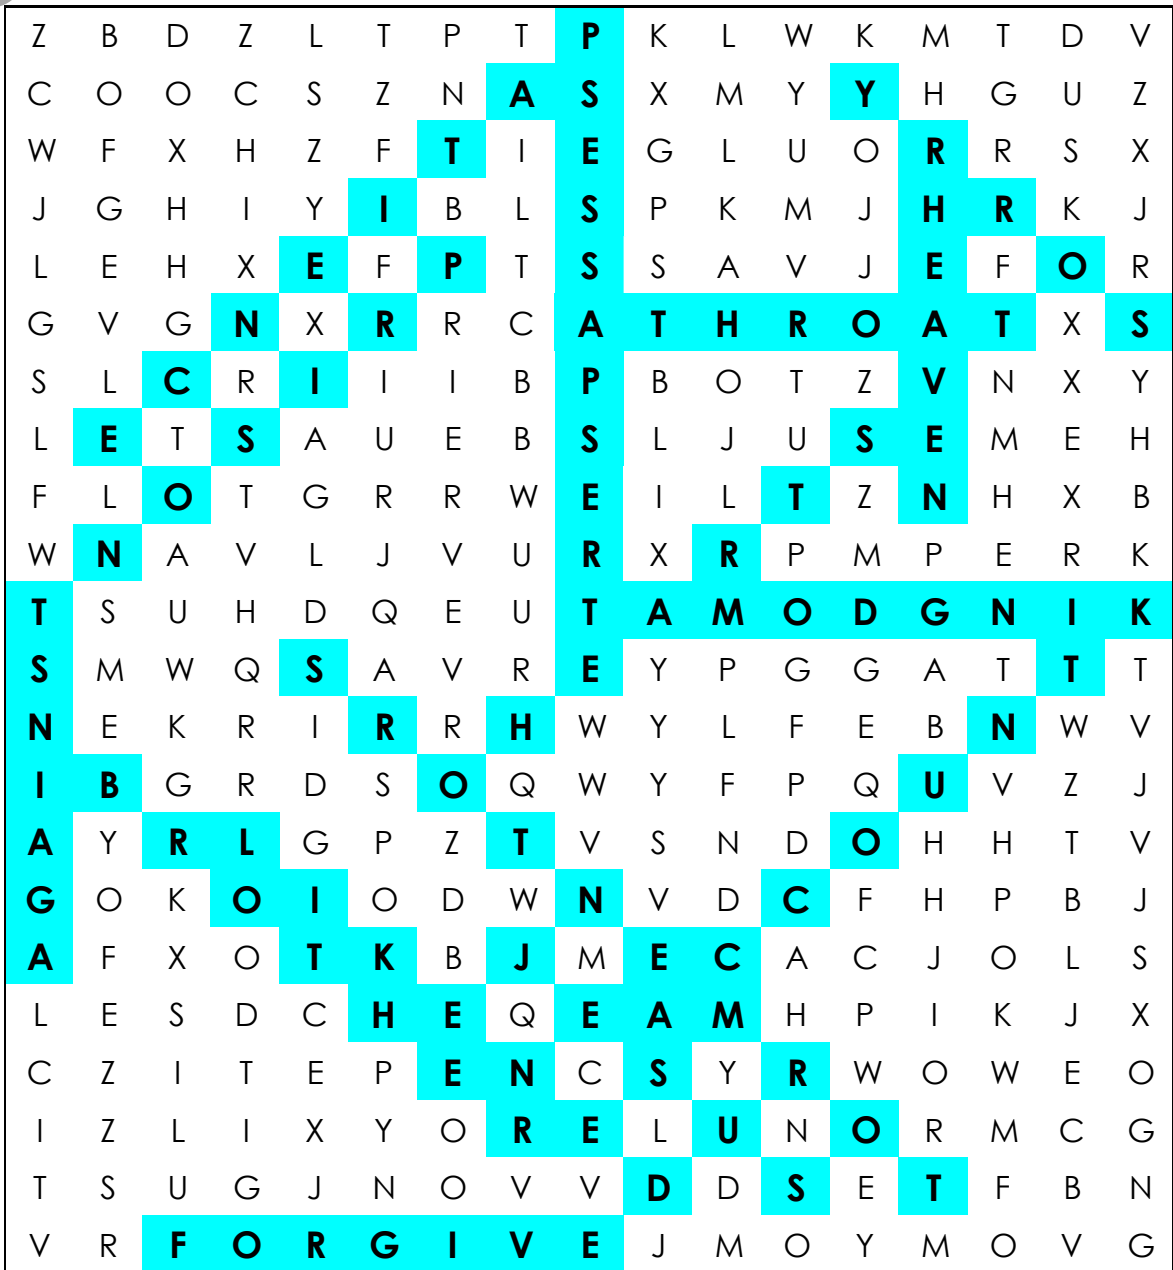 Z B D Z L T P T P K L W K M T D V
C O O C S Z N A S X M Y Y H G U Z
W F X H Z F T I E G L U O R R S X
J G H I Y I B L S P K M J H R K J
L E H X E F P T S S A V J E F O R
G V G N X R R C A T H R O A T X S
S L C R I I I B P B O T Z V N X Y
L E T S A U E B S L J U S E M E H
F L O T G R R W E I L T Z N H X B
W N A V L J V U R X R P M P E R K
T S U H D Q E U T A M O D G N I K
S M W Q S A V R E Y P G G A T T T
N E K R I R R H W Y L F E B N W V
I B G R D S O Q W Y F P Q U V Z J
A Y R L G P Z T V S N D O H H T V
G O K O I O D W N V D C F H P B J
A F X O T K B J M E C A C J O L S
L E S D C H E Q E A M H P I K J X
C Z I T E P E N C S Y R W O W E O
I Z L I X Y O R E L U N O R M C G
T S U G J N O V V D D S E T F B N
V R F O R G I V E J M O Y M O V G